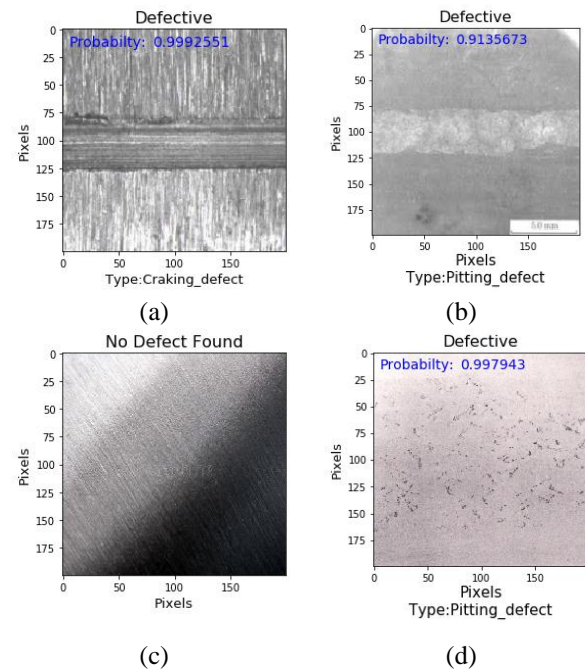 Defective
Probabilty: 0.9992551
0
25
50
75
100
125
150
175
Pixels
0 50 100 150
Type:Craking_defect
(a)
Defective
Probabilty: 0.9135673
0
25
50
75
100
125
150
175
Pixels
0 50 100 150
Pixels
Type:Pitting_defect
(b)
No Defect Found
0
25
50
75
100
125
150
175
Pixels
0 50 100 150
Pixels
(c)
Defective
Probabilty: 0.997943
0
25
50
75
100
125
150
175
Pixels
0 50 100 150
Pixels
Type:Pitting_defect
(d)